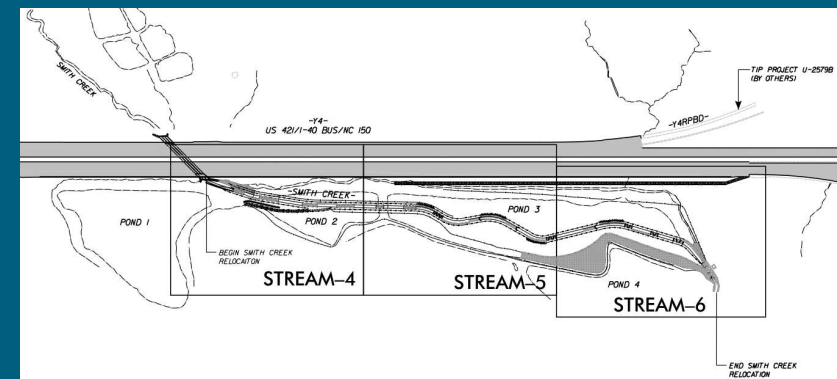 SMITH CREEK
-Y4-
US 421/I-40 BUS/NC 150
TIP PROJECT U-2579B
(BY OTHERS)
-Y4RPBD-
-SMITH CREEK-
POND 1
POND 2
POND 3
BEGIN SMITH CREEK
RELOCAITON
STREAM-4
STREAM-5
POND 4
STREAM-6
END SMITH CREEK
RELOCATION